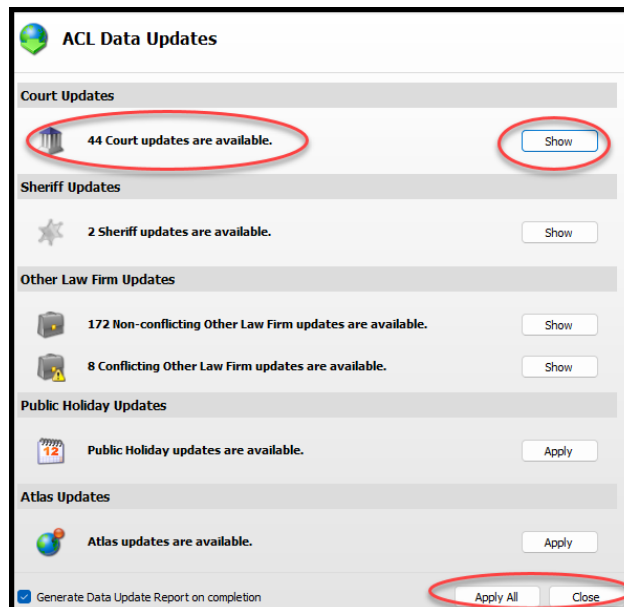 ACL Data Updates
Court Updates
44 Court updates are available.
Show
Sheriff Updates
2 Sheriff updates are available.
Show
Other Law Firm Updates
172 Non-conflicting Other Law Firm updates are available.
Show
8 Conflicting Other Law Firm updates are available.
Show
Public Holiday Updates
12
Public Holiday updates are available.
Apply
Atlas Updates
Atlas updates are available.
Apply
Generate Data Update Report on completion
Apply All
Close